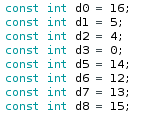 const int d0 = 16;
const int d1 = 5;
const int d2 = 4;
const int d3 = 0;
const int d5 = 14;
const int d6 = 12;
const int d7 = 13;
const int d8 = 15;